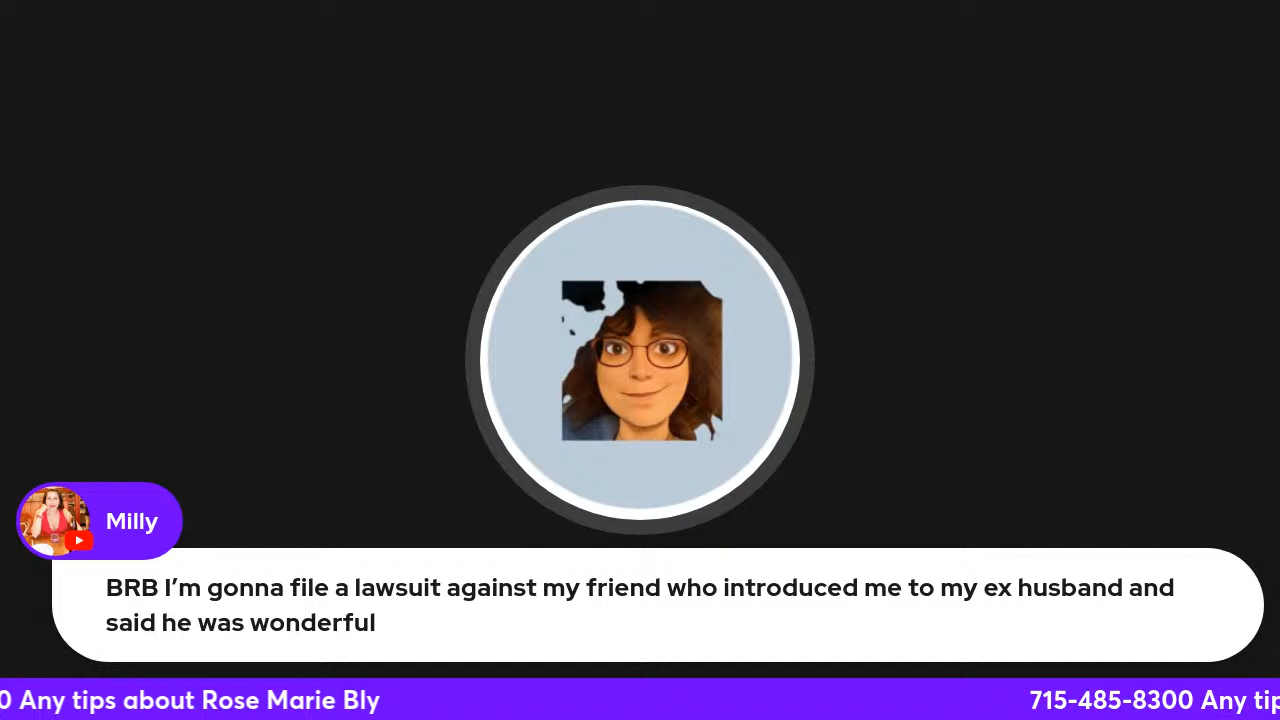 Milly
BRB I’m gonna file a lawsuit against my friend who introduced me to my ex husband and
said he was wonderful
0 Any tips about Rose Marie Bly
715-485-8300 Any tip